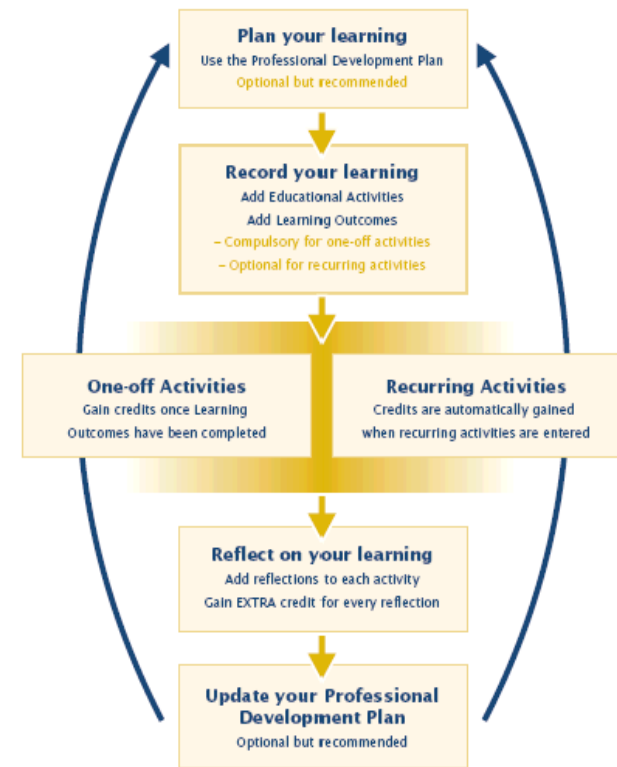 Plan your learning
Use the Professional Development Plan
Optional but recommended
Record your learning
Add Educational Activities
Add Learning Outcomes
– Compulsory for one-off activities
– Optional for recurring activities
One-off Activities
Gain credits once Learning
Outcomes have been completed
Recurring Activities
Credits are automatically gained
when recurring activities are entered
Reflect on your learning
Add reflections to each activity
Gain EXTRA credit for every reflection
Update your Professional
Development Plan
Optional but recommended